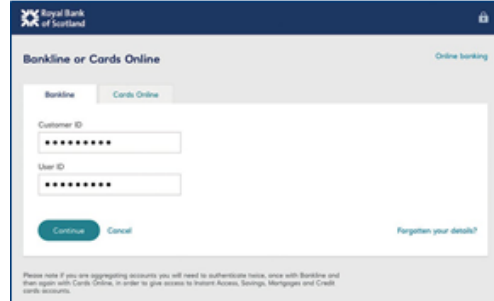 Royal Bank
of Scotland
Bankline or Cards Online
Online banking
Bankline
Cards Online
Customer ID
•••••••••
User ID
•••••••••
Continue
Cancel
Forgotten your details?
Please note if you are aggregating accounts you will need to authenticate twice, once with Bankline and
then again with Cards Online, in order to give access to Instant Access, Savings, Mortgages and Credit
cards accounts.